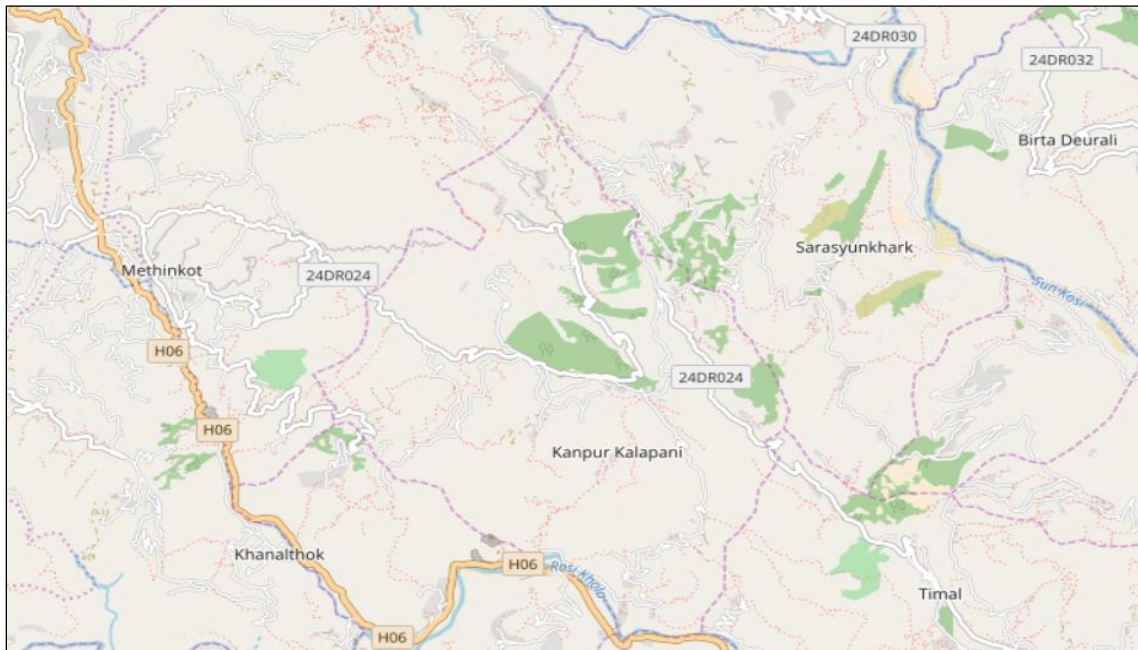 24DR030
24DR032
Birta Deurali
Sarasyunkhark
Methinkot
24DR024
Sun Kosi
H06
24DR024
H06
Kanpur Kalapani
Khanalthok
H06
Rosi Khola
Timal
H06